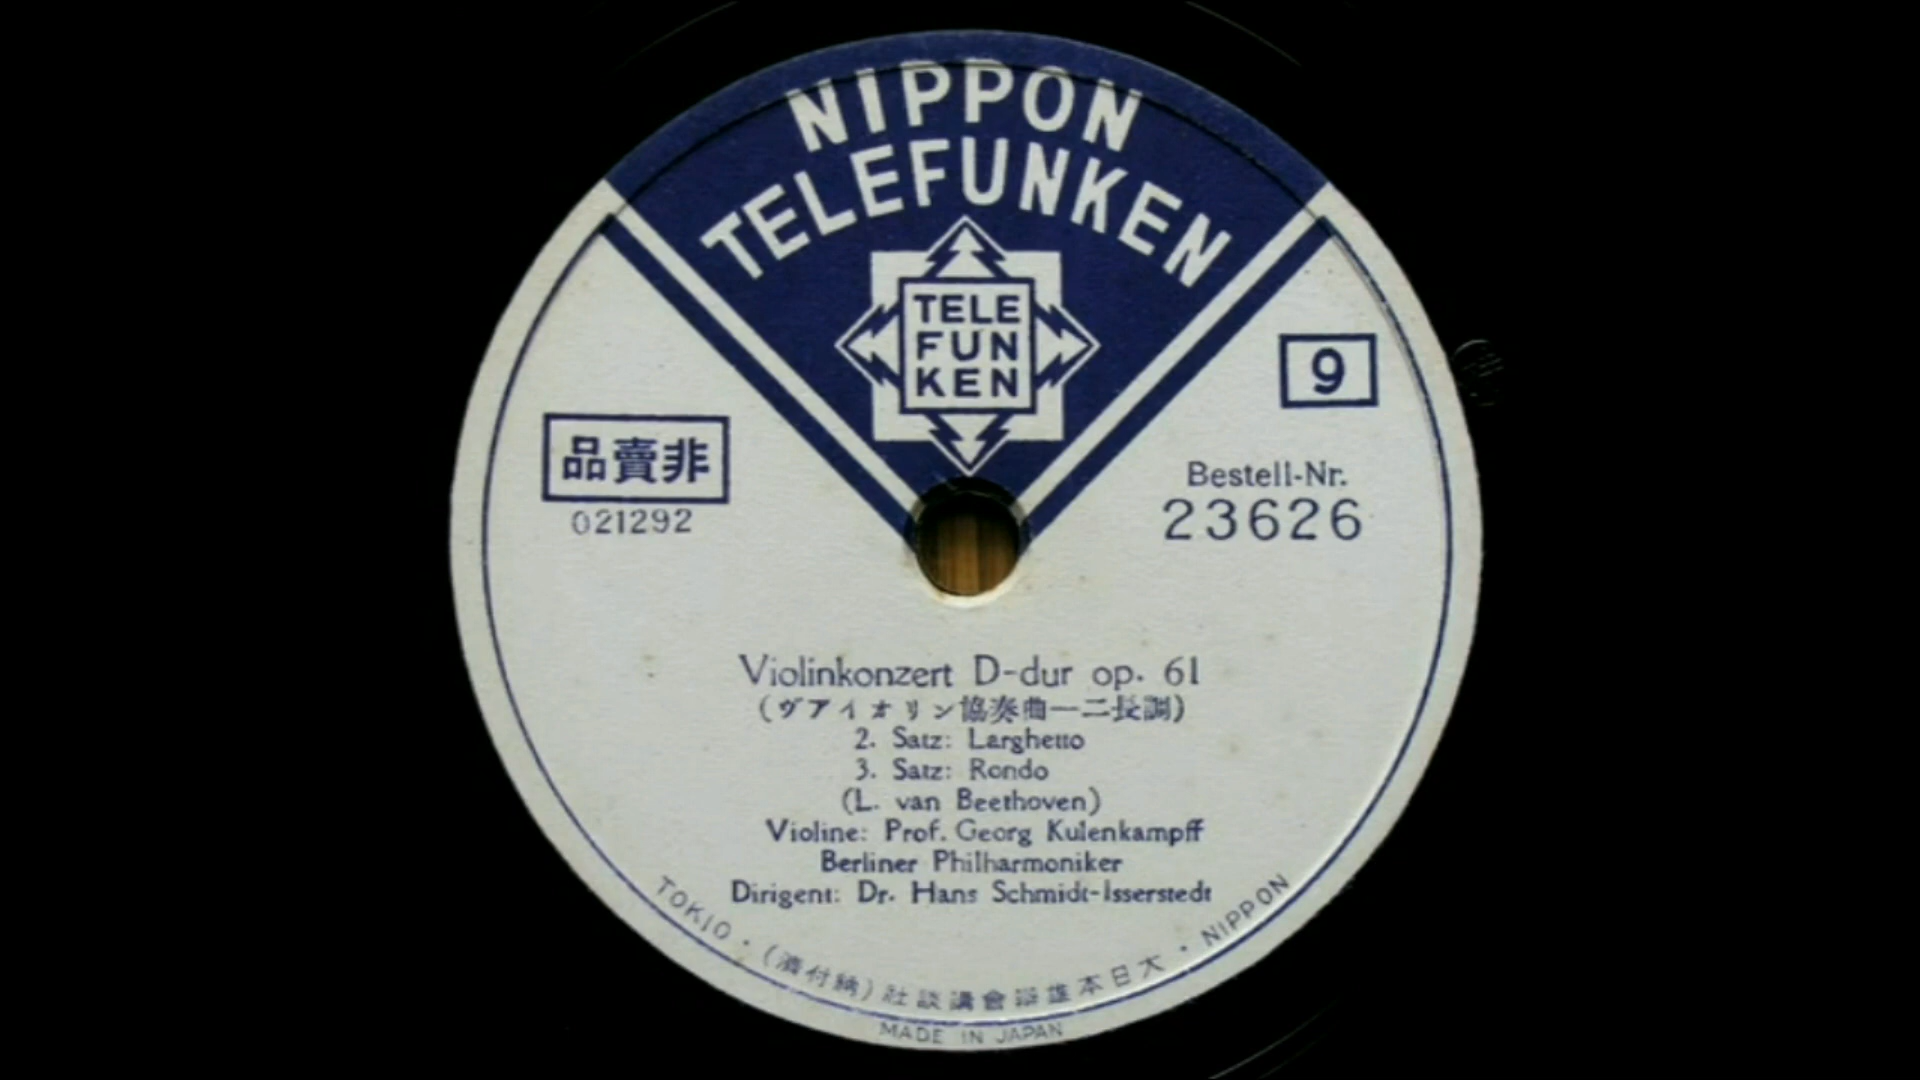 NIPPON
TELEFUNKEN
TELE
FUN
KEN
9
品賣非
021292
Bestell-Nr.
23626
Violinkonzert D-dur op. 61
(ヴアイオリン協奏曲—二長調)
2. Satz: Larghetto
3. Satz: Rondo
(L. van Beethoven)
Violine: Prof. Georg Kulenkampff
Berliner Philharmoniker
Dirigent: Dr. Hans Schmidt-Isserstedt
TOKIO · (濟付納) 社談講會辯雄本日大 · NIPPON
MADE IN JAPAN